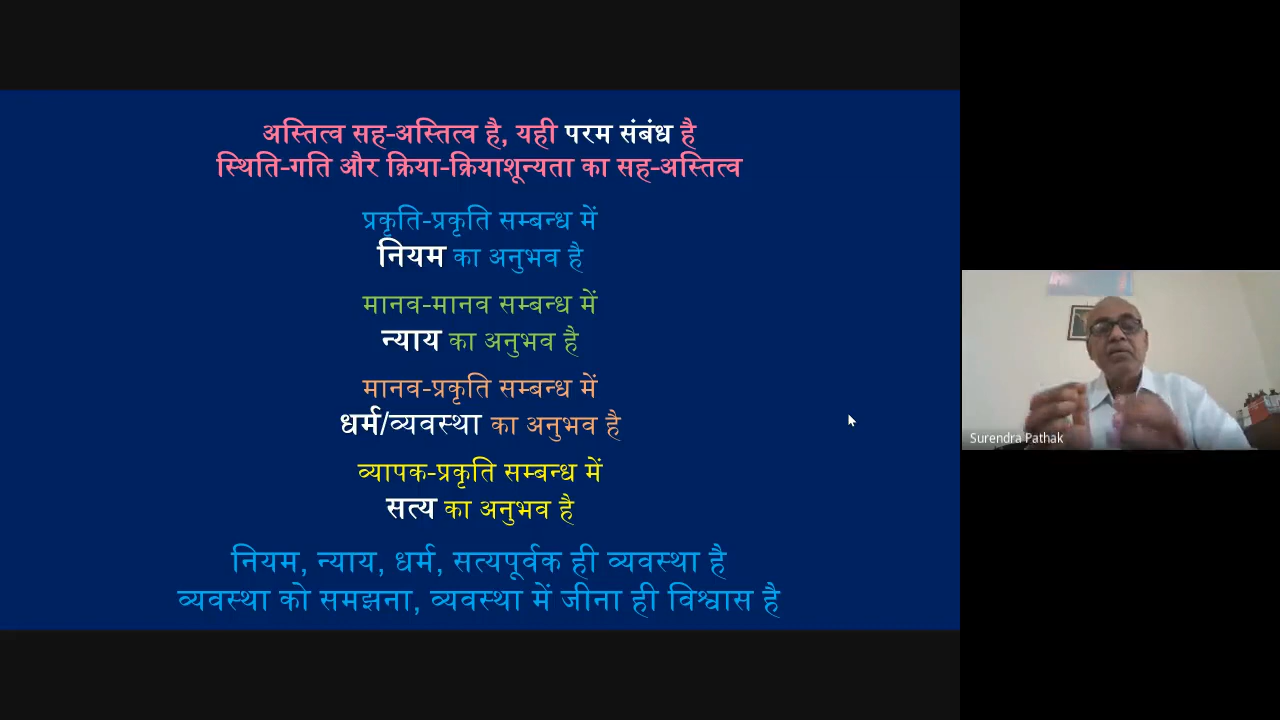 अस्तित्व सह-अस्तित्व है, यही परम संबंध है
स्थिति-गति और क्रिया-क्रियाशून्यता का सह-अस्तित्व
प्रकृति-प्रकृति सम्बन्ध में
नियम का अनुभव है
मानव-मानव सम्बन्ध में
न्याय का अनुभव है
मानव-प्रकृति सम्बन्ध में
धर्म/व्यवस्था का अनुभव है
व्यापक-प्रकृति सम्बन्ध में
सत्य का अनुभव है
नियम, न्याय, धर्म, सत्यपूर्वक ही व्यवस्था है
व्यवस्था को समझना, व्यवस्था में जीना ही विश्वास है
Surendra Pathak